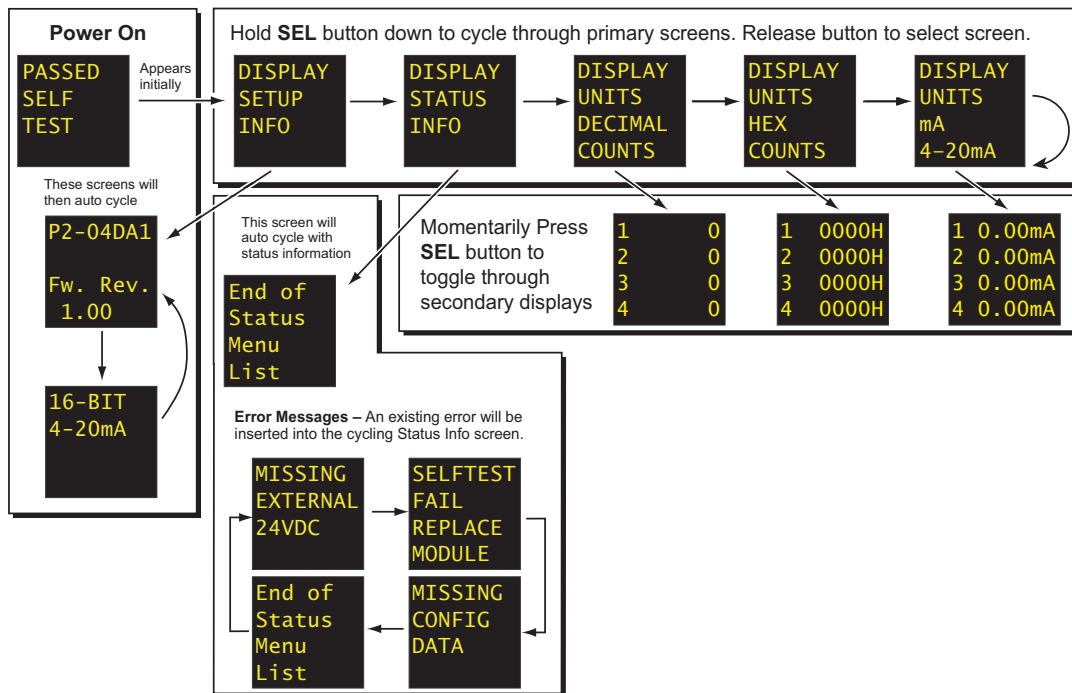 Power On
PASSED
SELF
TEST
Appears
initially
These screens will
then auto cycle
P2-04DA1
Fw. Rev.
1.00
16-BIT
4-20mA
Hold SEL button down to cycle through primary screens. Release button to select screen.
DISPLAY
SETUP
INFO
DISPLAY
STATUS
INFO
DISPLAY
UNITS
DECIMAL
COUNTS
DISPLAY
UNITS
HEX
COUNTS
DISPLAY
UNITS
mA
4-20mA
This screen will
auto cycle with
status information
End of
Status
Menu
List
Momentarily Press
SEL button to
toggle through
secondary displays
1 0
2 0
3 0
4 0
1 0000H
2 0000H
3 0000H
4 0000H
1 0.00mA
2 0.00mA
3 0.00mA
4 0.00mA
Error Messages – An existing error will be
inserted into the cycling Status Info screen.
MISSING
EXTERNAL
24VDC
SELFTEST
FAIL
REPLACE
MODULE
End of
Status
Menu
List
MISSING
CONFIG
DATA